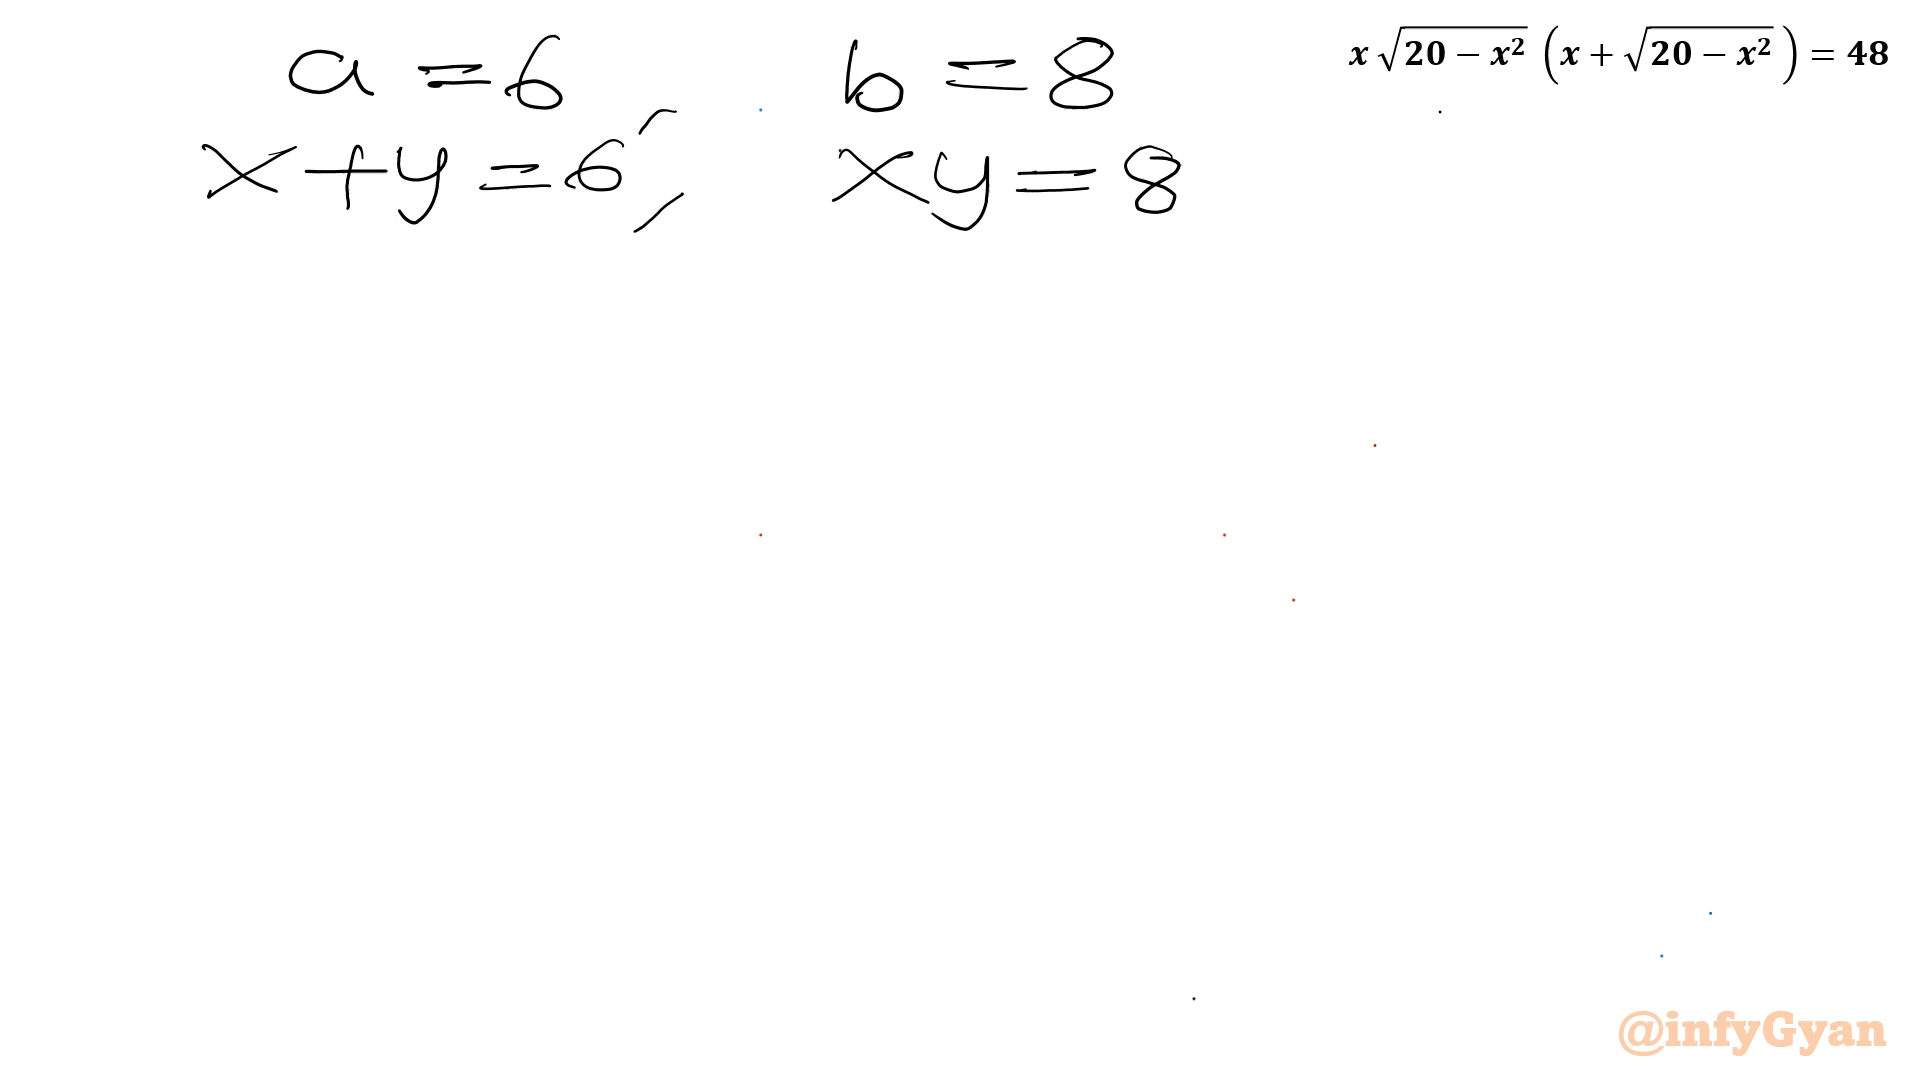 a = 6 b = 8 x √(20 − x²) (x + √(20 − x²)) = 48
x + y = 6, xy = 8
@infyGyan